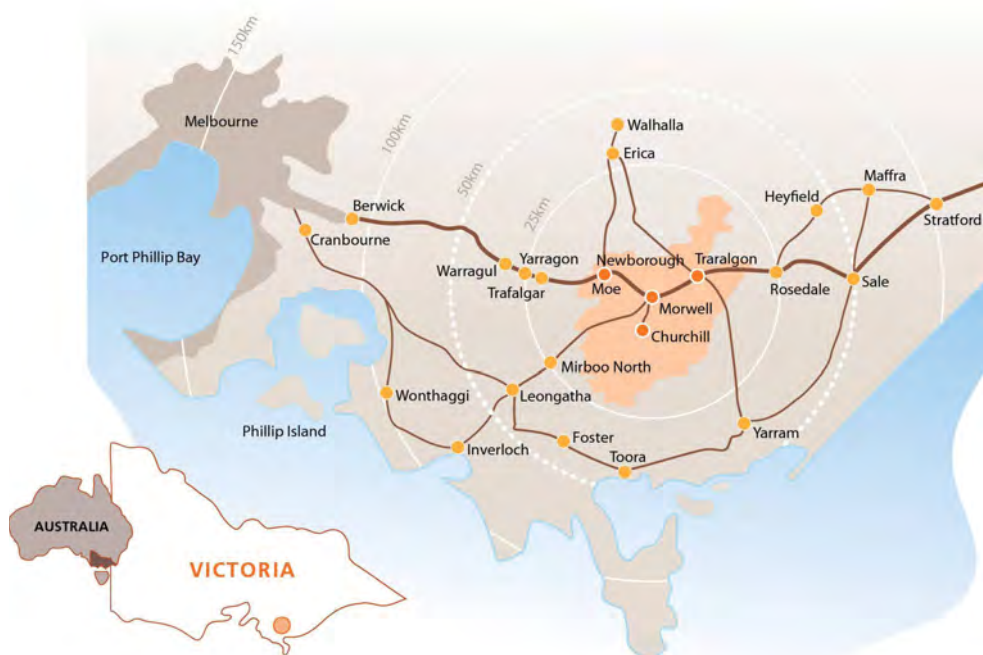 150km
Melbourne
100km
Walhalla
Erica
50km
Maffra
Heyfield
25km
Berwick
Stratford
Cranbourne
Port Phillip Bay
Yarragon
Newborough
Traralgon
Warragul
Trafalgar
Moe
Rosedale
Sale
Morwell
Churchill
Mirboo North
Wonthaggi
Leongatha
Phillip Island
Yarram
Foster
Inverloch
Toora
AUSTRALIA
VICTORIA